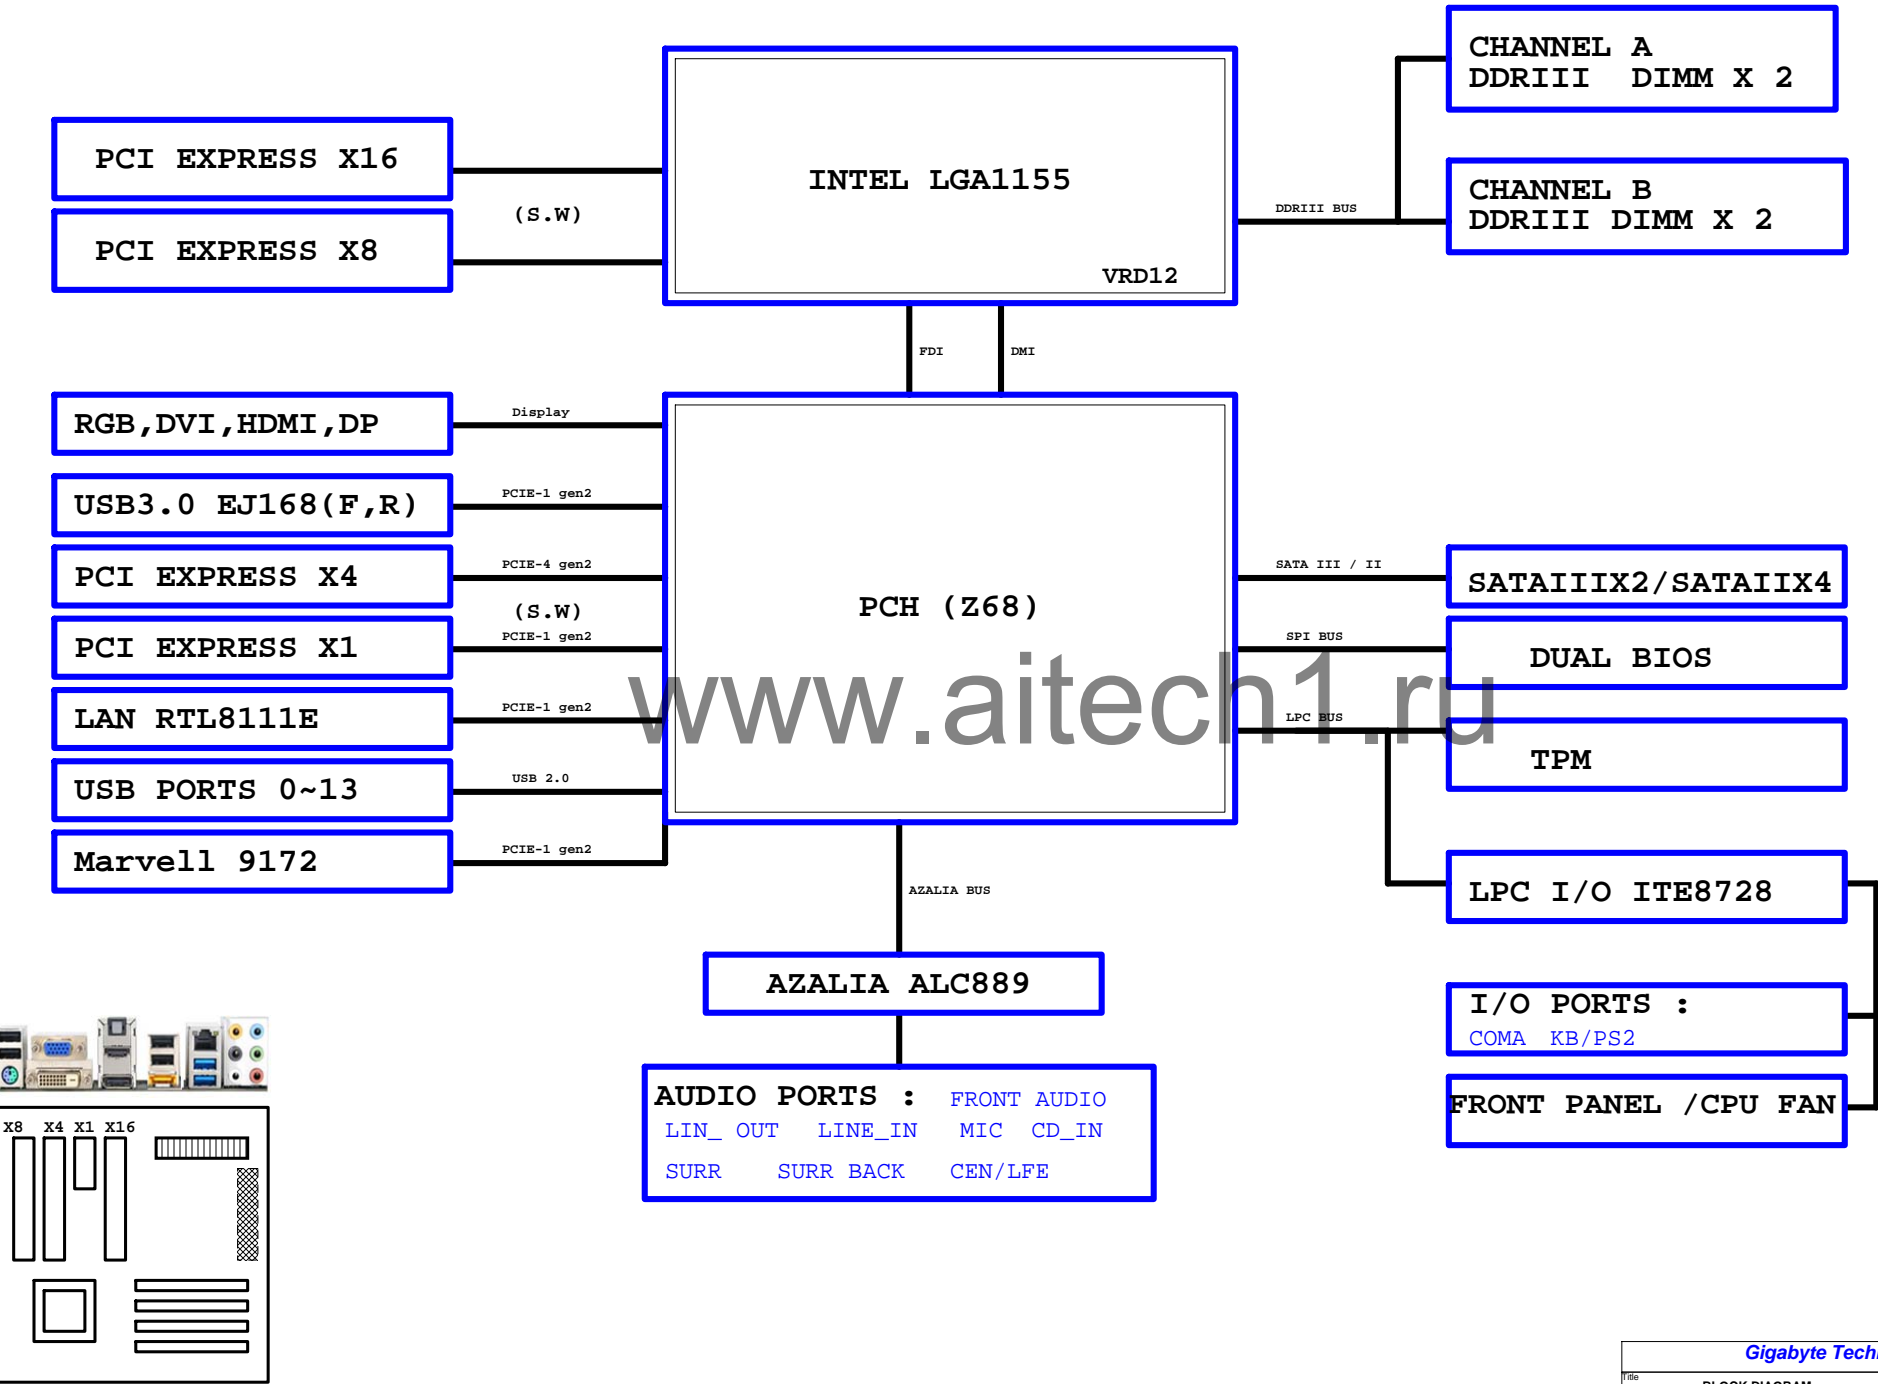 CHANNEL A
DDRIII DIMM X 2
PCI EXPRESS X16
INTEL LGA1155
CHANNEL B
DDRIII DIMM X 2
(S.W)
DDRIII BUS
PCI EXPRESS X8
VRD12
FDI
DMI
RGB,DVI,HDMI,DP
Display
USB3.0 EJ168(F,R)
PCIE-1 gen2
PCI EXPRESS X4
PCIE-4 gen2
SATA III / II
SATAIIIX2/SATAIIX4
(S.W)
PCH (Z68)
PCI EXPRESS X1
PCIE-1 gen2
SPI BUS
DUAL BIOS
www.aitech1.ru
LAN RTL8111E
PCIE-1 gen2
LPC BUS
TPM
USB PORTS 0~13
USB 2.0
Marvell 9172
PCIE-1 gen2
AZALIA BUS
LPC I/O ITE8728
AZALIA ALC889
I/O PORTS :
COMA KB/PS2
AUDIO PORTS : FRONT AUDIO
LIN_ OUT LINE_IN MIC CD_IN
SURR SURR BACK CEN/LFE
FRONT PANEL /CPU FAN
X8 X4 X1 X16
Gigabyte Tech
Title
BLOCK DIAGRAM